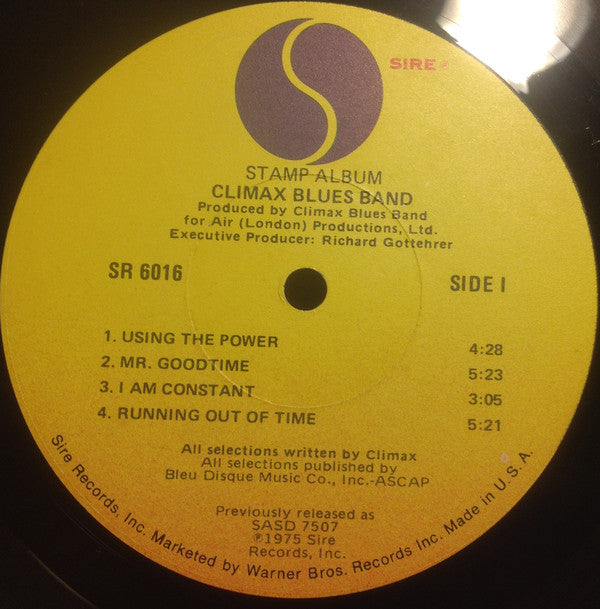 SIRE
STAMP ALBUM
CLIMAX BLUES BAND
Produced by Climax Blues Band
for Air (London) Productions, Ltd.
Executive Producer: Richard Gottehrer
SR 6016
SIDE I
1. USING THE POWER 4:28
2. MR. GOODTIME 5:23
3. I AM CONSTANT 3:05
4. RUNNING OUT OF TIME 5:21
All selections written by Climax
All selections published by
Bleu Disque Music Co., Inc.-ASCAP
Previously released as
SASD 7507
℗1975 Sire
Records, Inc.
Sire Records, Inc. Marketed by Warner Bros. Records Inc. Made in U.S.A.